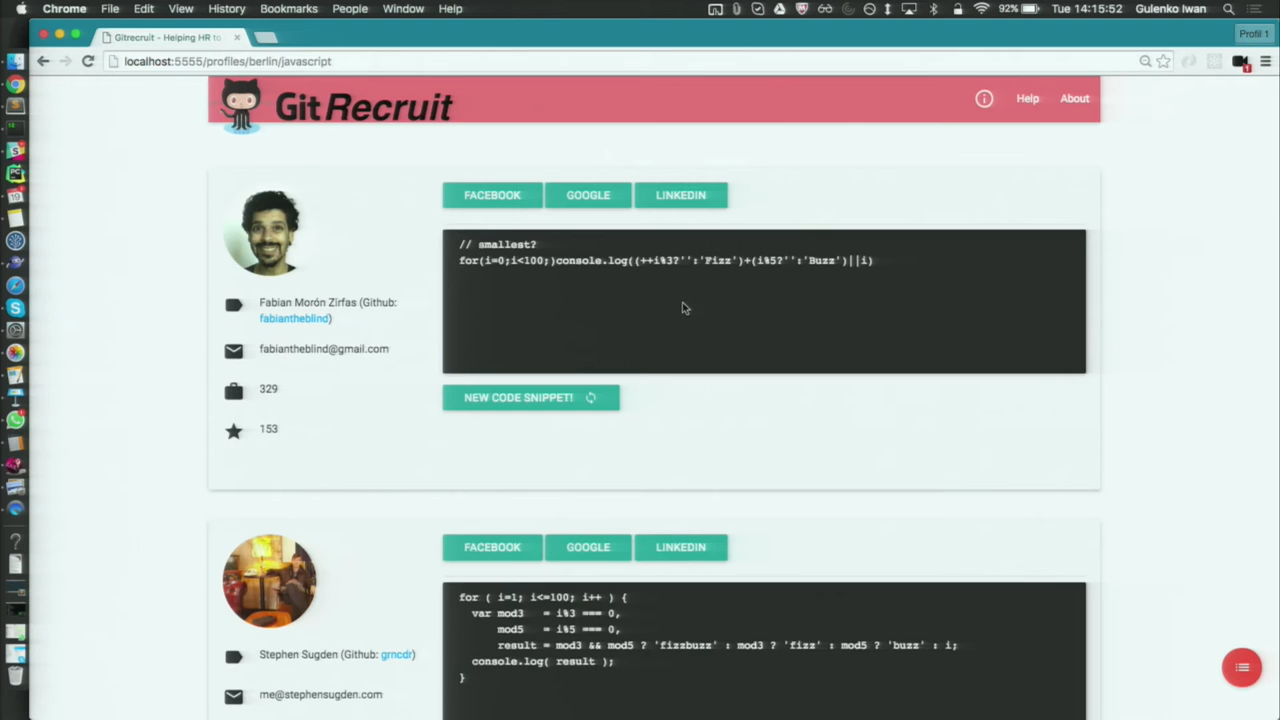 Chrome File Edit View History Bookmarks People Window Help 92% Tue 14:15:52 Gulenko Iwan
Gitrecruit - Helping HR to
Profil 1
localhost:5555/profiles/berlin/javascript
GitRecruit
Help About
FACEBOOK GOOGLE LINKEDIN
// smallest?
for(i=0;i<100;)console.log((++i%3?'':'Fizz')+(i%5?'':'Buzz')||i)
Fabian Morón Zirfas (Github:
fabiantheblind)
fabiantheblind@gmail.com
329
NEW CODE SNIPPET!
153
FACEBOOK GOOGLE LINKEDIN
for ( i=1; i<=100; i++ ) {
var mod3 = i%3 === 0,
mod5 = i%5 === 0,
result = mod3 && mod5 ? 'fizzbuzz' : mod3 ? 'fizz' : mod5 ? 'buzz' : i;
console.log( result );
}
Stephen Sugden (Github: grncdr)
me@stephensugden.com